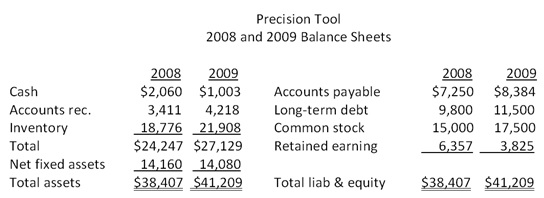 Precision Tool
2008 and 2009 Balance Sheets
2008 2009 2008 2009
Cash $2,060 $1,003 Accounts payable $7,250 $8,384
Accounts rec. 3,411 4,218 Long-term debt 9,800 11,500
Inventory 18,776 21,908 Common stock 15,000 17,500
Total $24,247 $27,129 Retained earning 6,357 3,825
Net fixed assets 14,160 14,080
Total assets $38,407 $41,209 Total liab & equity $38,407 $41,209